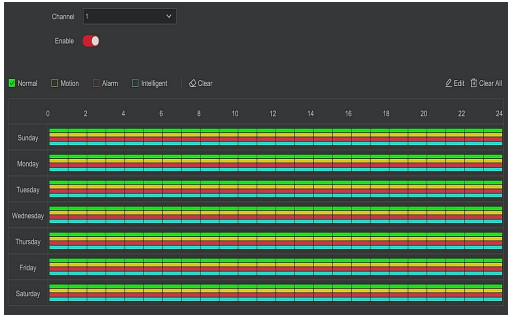 Channel 1
Enable
Normal Motion Alarm Intelligent Clear Edit Clear All
0 2 4 6 8 10 12 14 16 18 20 22 24
Sunday
Monday
Tuesday
Wednesday
Thursday
Friday
Saturday